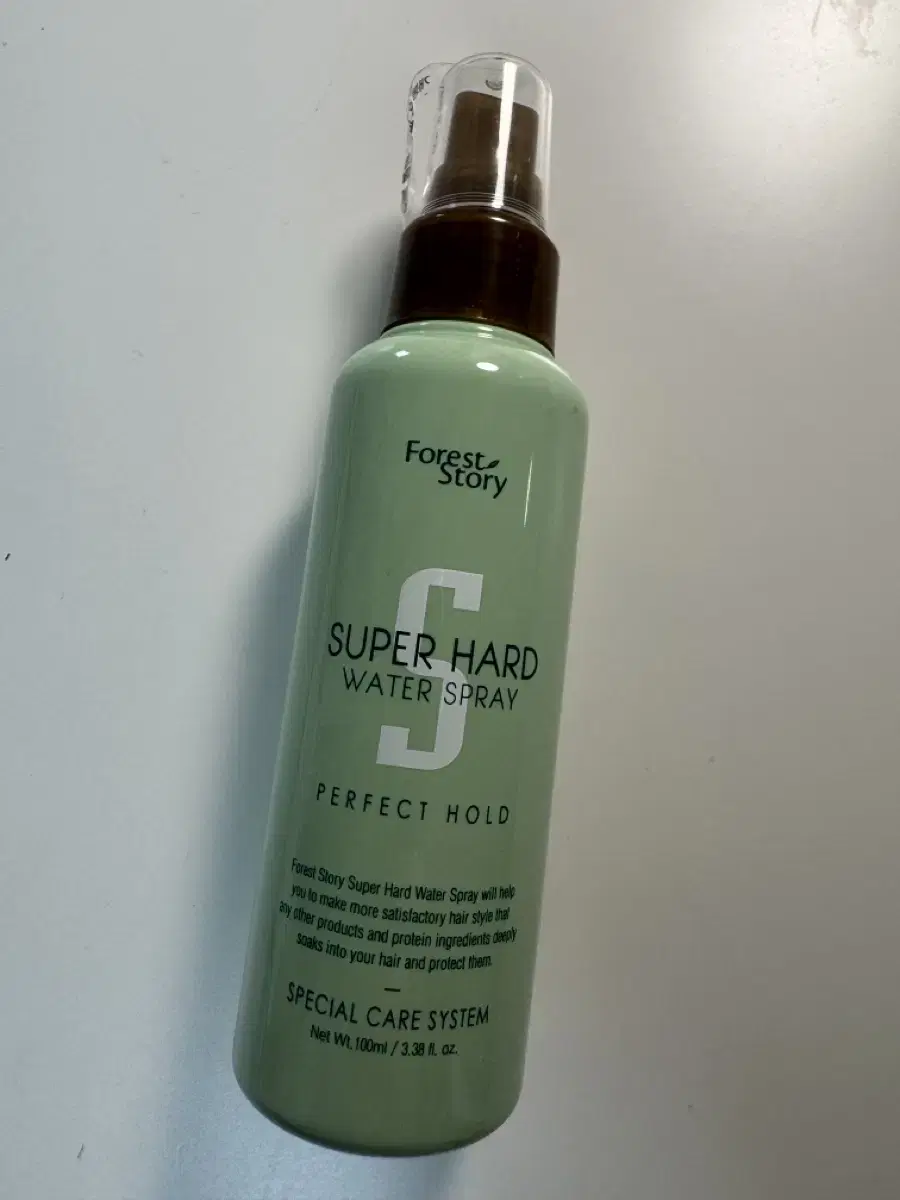 Forest
Story
S
SUPER HARD
WATER SPRAY
PERFECT HOLD
Forest Story Super Hard Water Spray will help
you to make more satisfactory hair style that
any other products and protein ingredients deeply
soaks into your hair and protect them.
SPECIAL CARE SYSTEM
Net Wt. 100ml / 3.38 fl. oz.